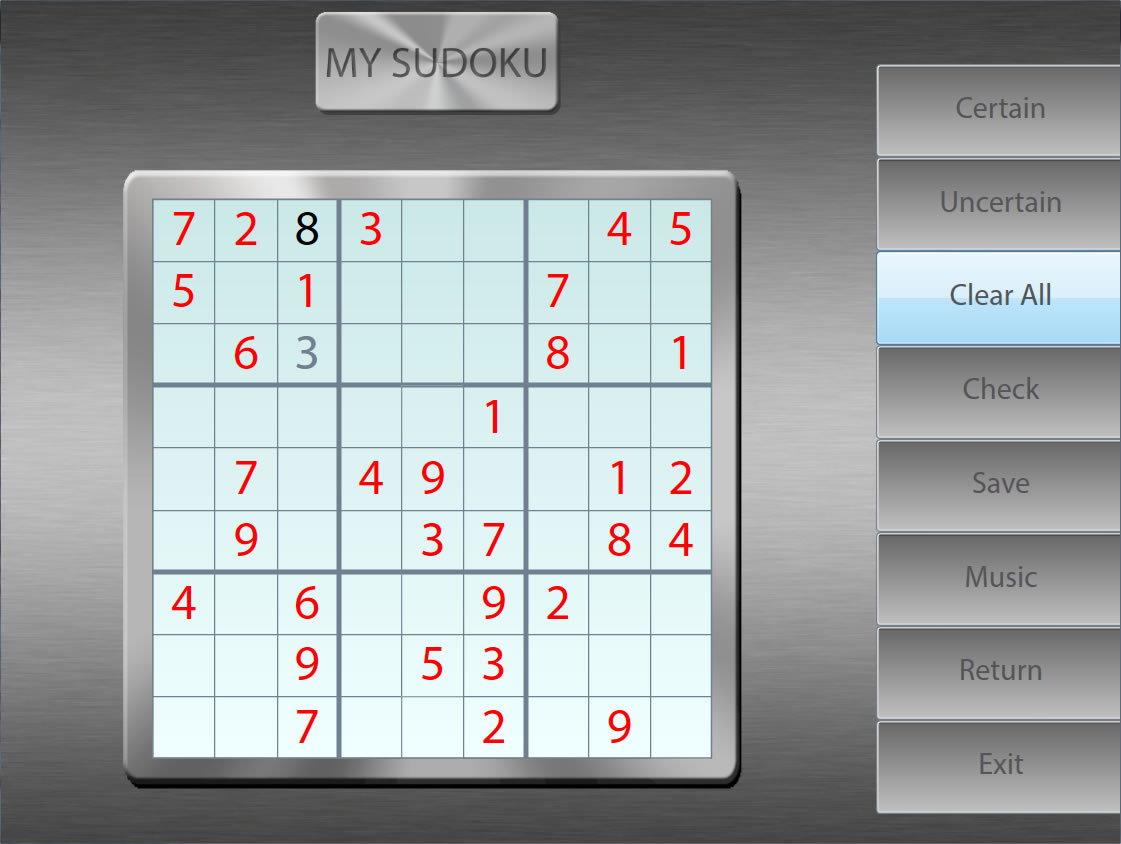 MY SUDOKU
Certain
Uncertain
Clear All
Check
Save
Music
Return
Exit
7 2 8 3 4 5
5 1 7
6 3 8 1
1
7 4 9 1 2
9 3 7 8 4
4 6 9 2
9 5 3
7 2 9